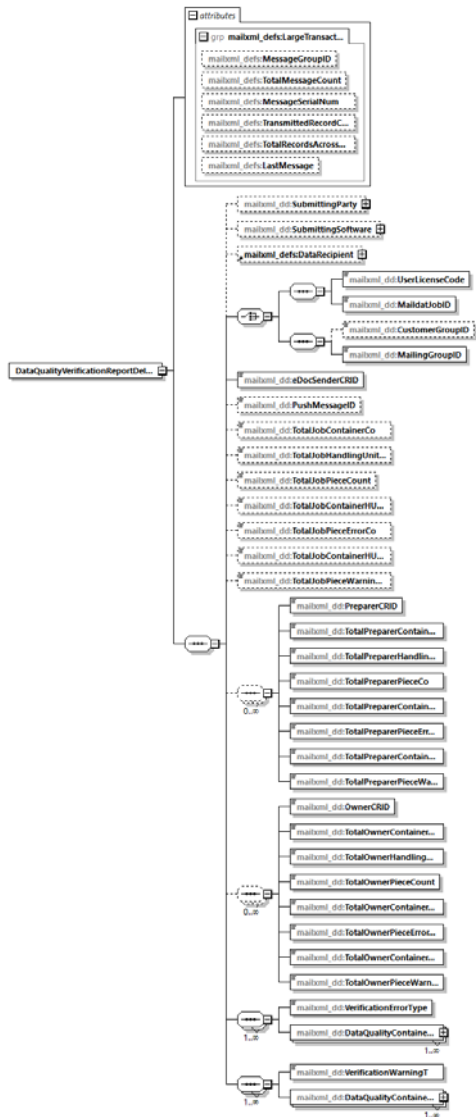 attributes
grp mailxml_defs:LargeTransact...
mailxml_defs:MessageGroupID
mailxml_defs:TotalMessageCount
mailxml_defs:MessageSerialNum
mailxml_defs:TransmittedRecordC...
mailxml_defs:TotalRecordsAcross...
mailxml_defs:LastMessage
mailxml_dd:SubmittingParty
mailxml_dd:SubmittingSoftware
mailxml_defs:DataRecipient
mailxml_dd:UserLicenseCode
mailxml_dd:MaildatJobID
mailxml_dd:CustomerGroupID
mailxml_dd:MailingGroupID
DataQualityVerificationReportDel...
mailxml_dd:eDocSenderCRID
mailxml_dd:PushMessageID
mailxml_dd:TotalJobContainerCo
mailxml_dd:TotalJobHandlingUnit...
mailxml_dd:TotalJobPieceCount
mailxml_dd:TotalJobContainerHU...
mailxml_dd:TotalJobPieceErrorCo
mailxml_dd:TotalJobContainerHU...
mailxml_dd:TotalJobPieceWarnin...
mailxml_dd:PreparerCRID
mailxml_dd:TotalPreparerContain...
mailxml_dd:TotalPreparerHandlin...
mailxml_dd:TotalPreparerPieceCo
mailxml_dd:TotalPreparerContain...
mailxml_dd:TotalPreparerPieceErr...
mailxml_dd:TotalPreparerContain...
mailxml_dd:TotalPreparerPieceWa...
0..∞
mailxml_dd:OwnerCRID
mailxml_dd:TotalOwnerContainer...
mailxml_dd:TotalOwnerHandling...
mailxml_dd:TotalOwnerPieceCount
mailxml_dd:TotalOwnerContainer...
mailxml_dd:TotalOwnerPieceError...
mailxml_dd:TotalOwnerContainer...
mailxml_dd:TotalOwnerPieceWarn...
0..∞
mailxml_dd:VerificationErrorType
mailxml_dd:DataQualityContaine...
1..∞
1..∞
mailxml_dd:VerificationWarningT
mailxml_dd:DataQualityContaine...
1..∞
1..∞